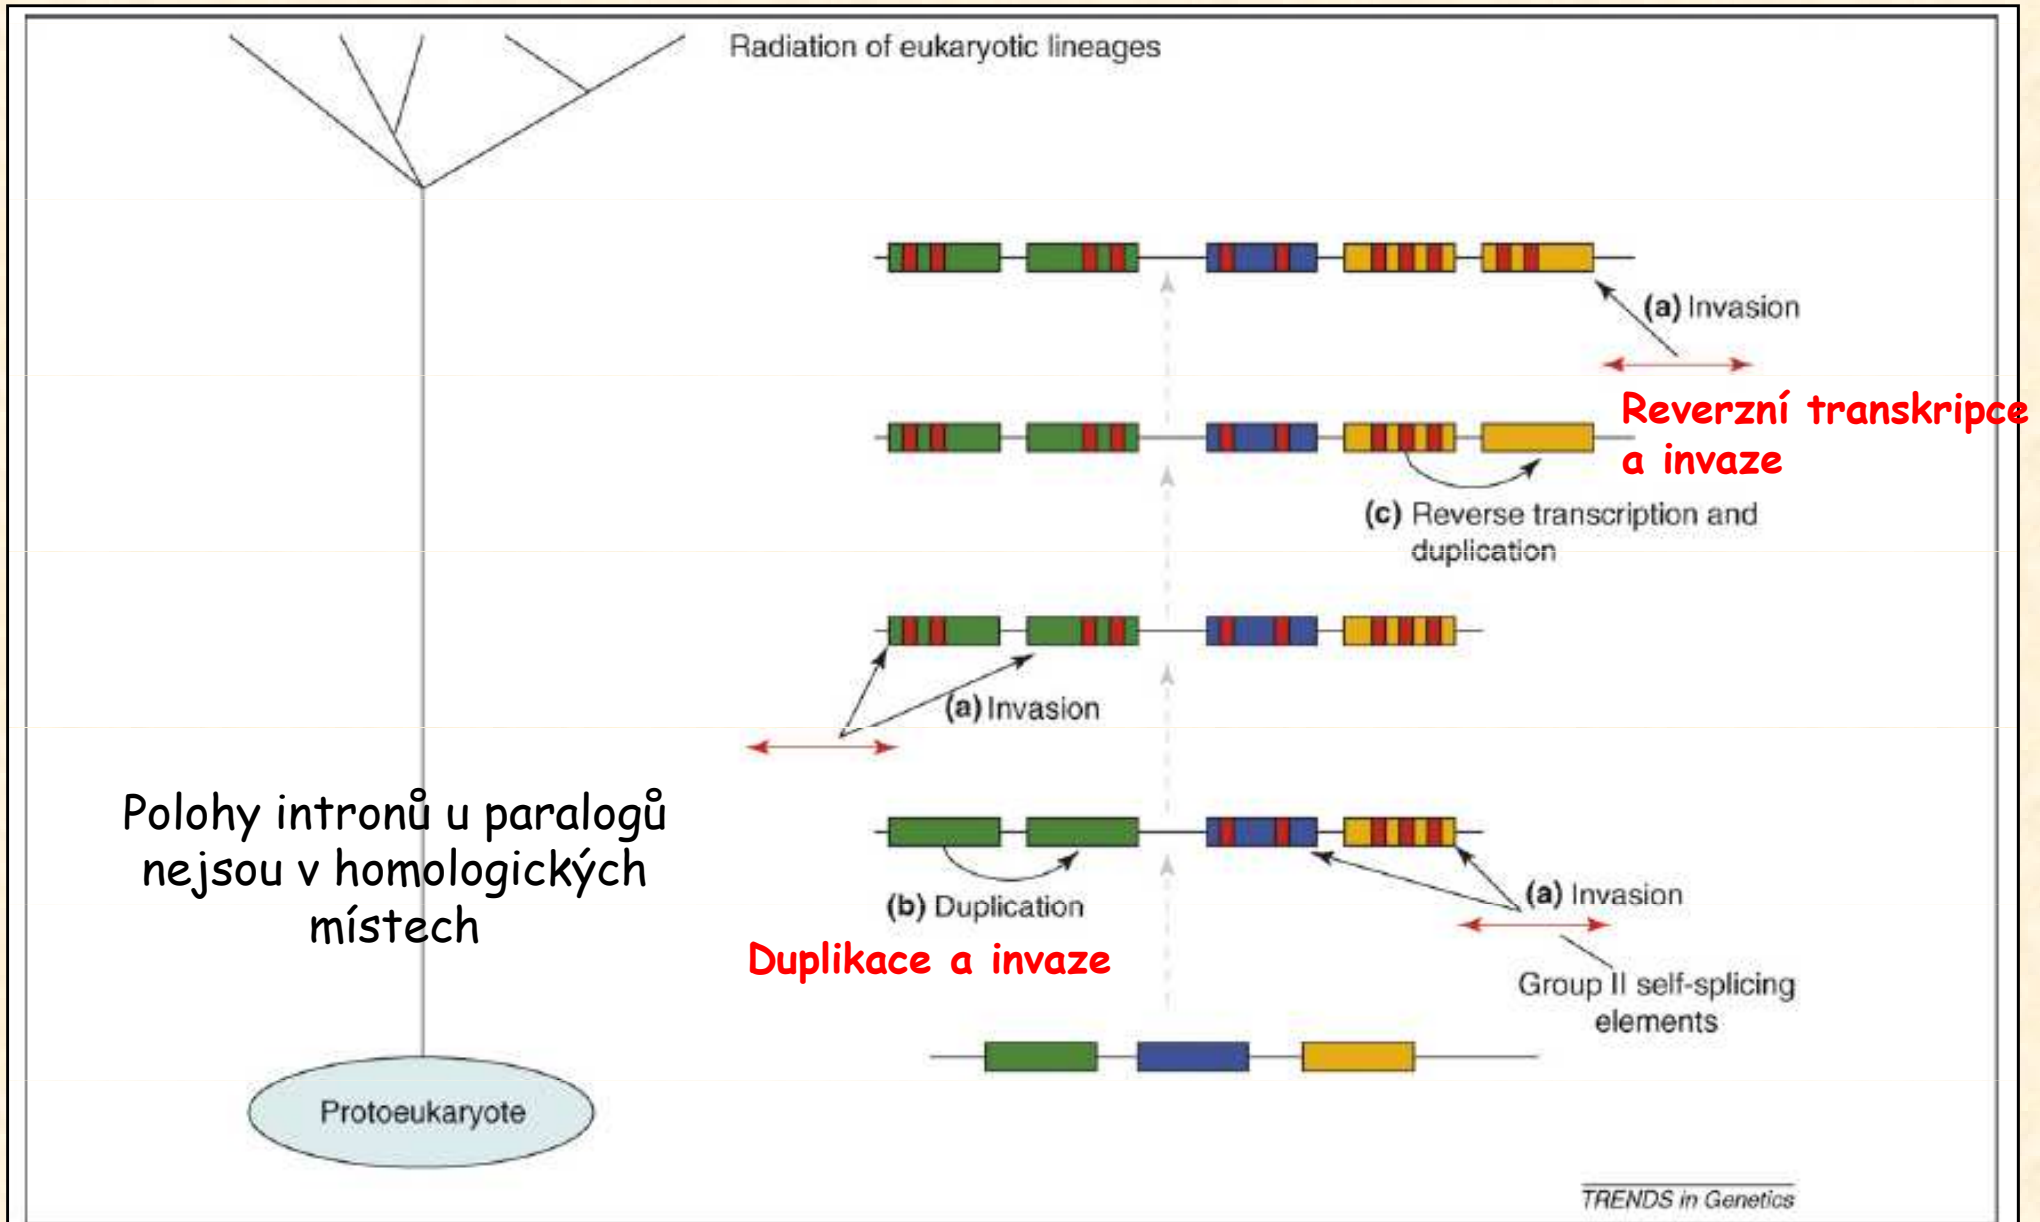 Radiation of eukaryotic lineages
(a) Invasion
Reverzní transkripce
a invaze
(c) Reverse transcription and
duplication
(a) Invasion
Polohy intronů u paralogů
nejsou v homologických
místech
(b) Duplication
(a) Invasion
Duplikace a invaze
Group II self-splicing
elements
Protoeukaryote
TRENDS in Genetics